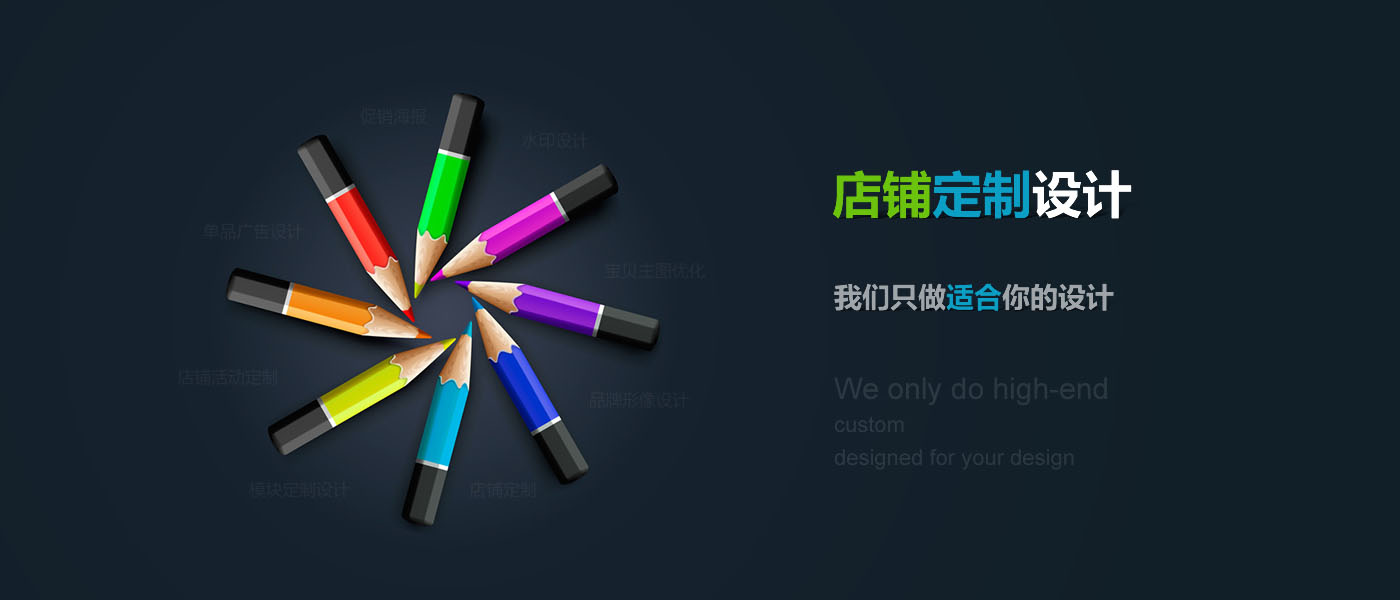 促销海报
水印设计
单品广告设计
宝贝主图优化
店铺活动定制
品牌形像设计
模块定制设计
店铺定制
店铺定制设计
我们只做适合你的设计
We only do high-end
custom
designed for your design